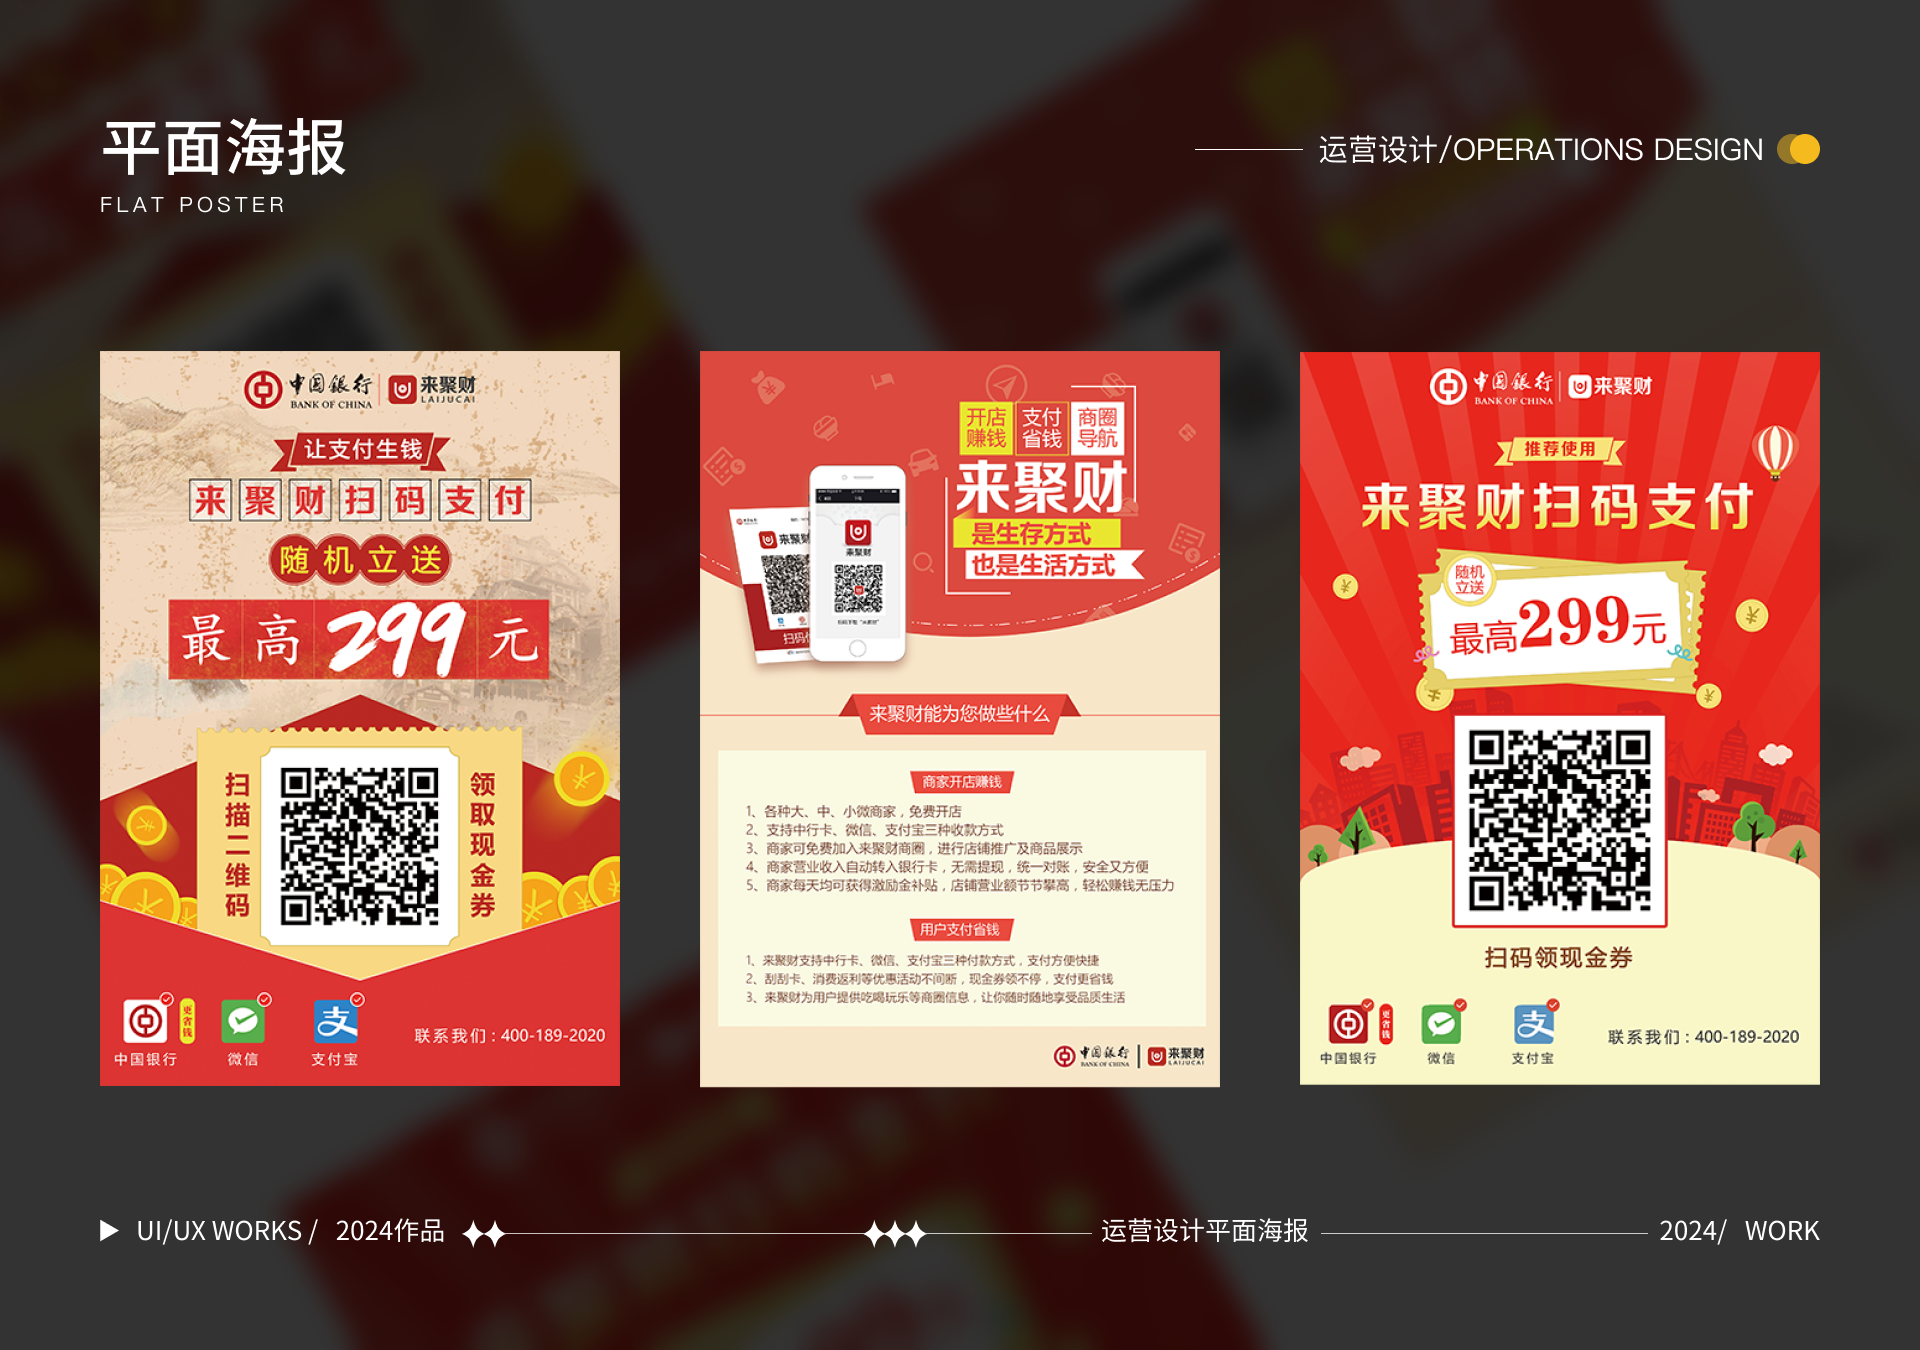 平面海报
FLAT POSTER
运营设计/OPERATIONS DESIGN
中国银行
BANK OF CHINA
来聚财
LAIJUCAI
让支付生钱
来聚财扫码支付
随机立送
最高299元
扫描二维码
领取现金券
更省钱
中国银行
微信
支付宝
联系我们：400-189-2020
开店赚钱
支付省钱
商圈导航
来聚财
是生存方式
也是生活方式
来聚财
来聚财
来聚财能为您做些什么
商家开店赚钱
1、各种大、中、小微商家，免费开店
2、支持中行卡、微信、支付宝三种收款方式
3、商家可免费加入来聚财商圈，进行店铺推广及商品展示
4、商家营业收入自动转入银行卡，无需提现，统一对账，安全又方便
5、商家每天均可获得激励金补贴，店铺营业额节节攀高，轻松赚钱无压力
用户支付省钱
1、来聚财支持中行卡、微信、支付宝三种付款方式，支付方便快捷
2、刮刮卡、消费返利等优惠活动不间断，现金券领不停，支付更省钱
3、来聚财为用户提供吃喝玩乐等商圈信息，让你随时随地享受品质生活
中国银行
BANK OF CHINA
来聚财
LAIJUCAI
中国银行
BANK OF CHINA
来聚财
推荐使用
来聚财扫码支付
随机立送
最高299元
扫码领现金券
更省钱
中国银行
微信
支付宝
联系我们：400-189-2020
UI/UX WORKS / 2024作品
运营设计平面海报
2024/ WORK